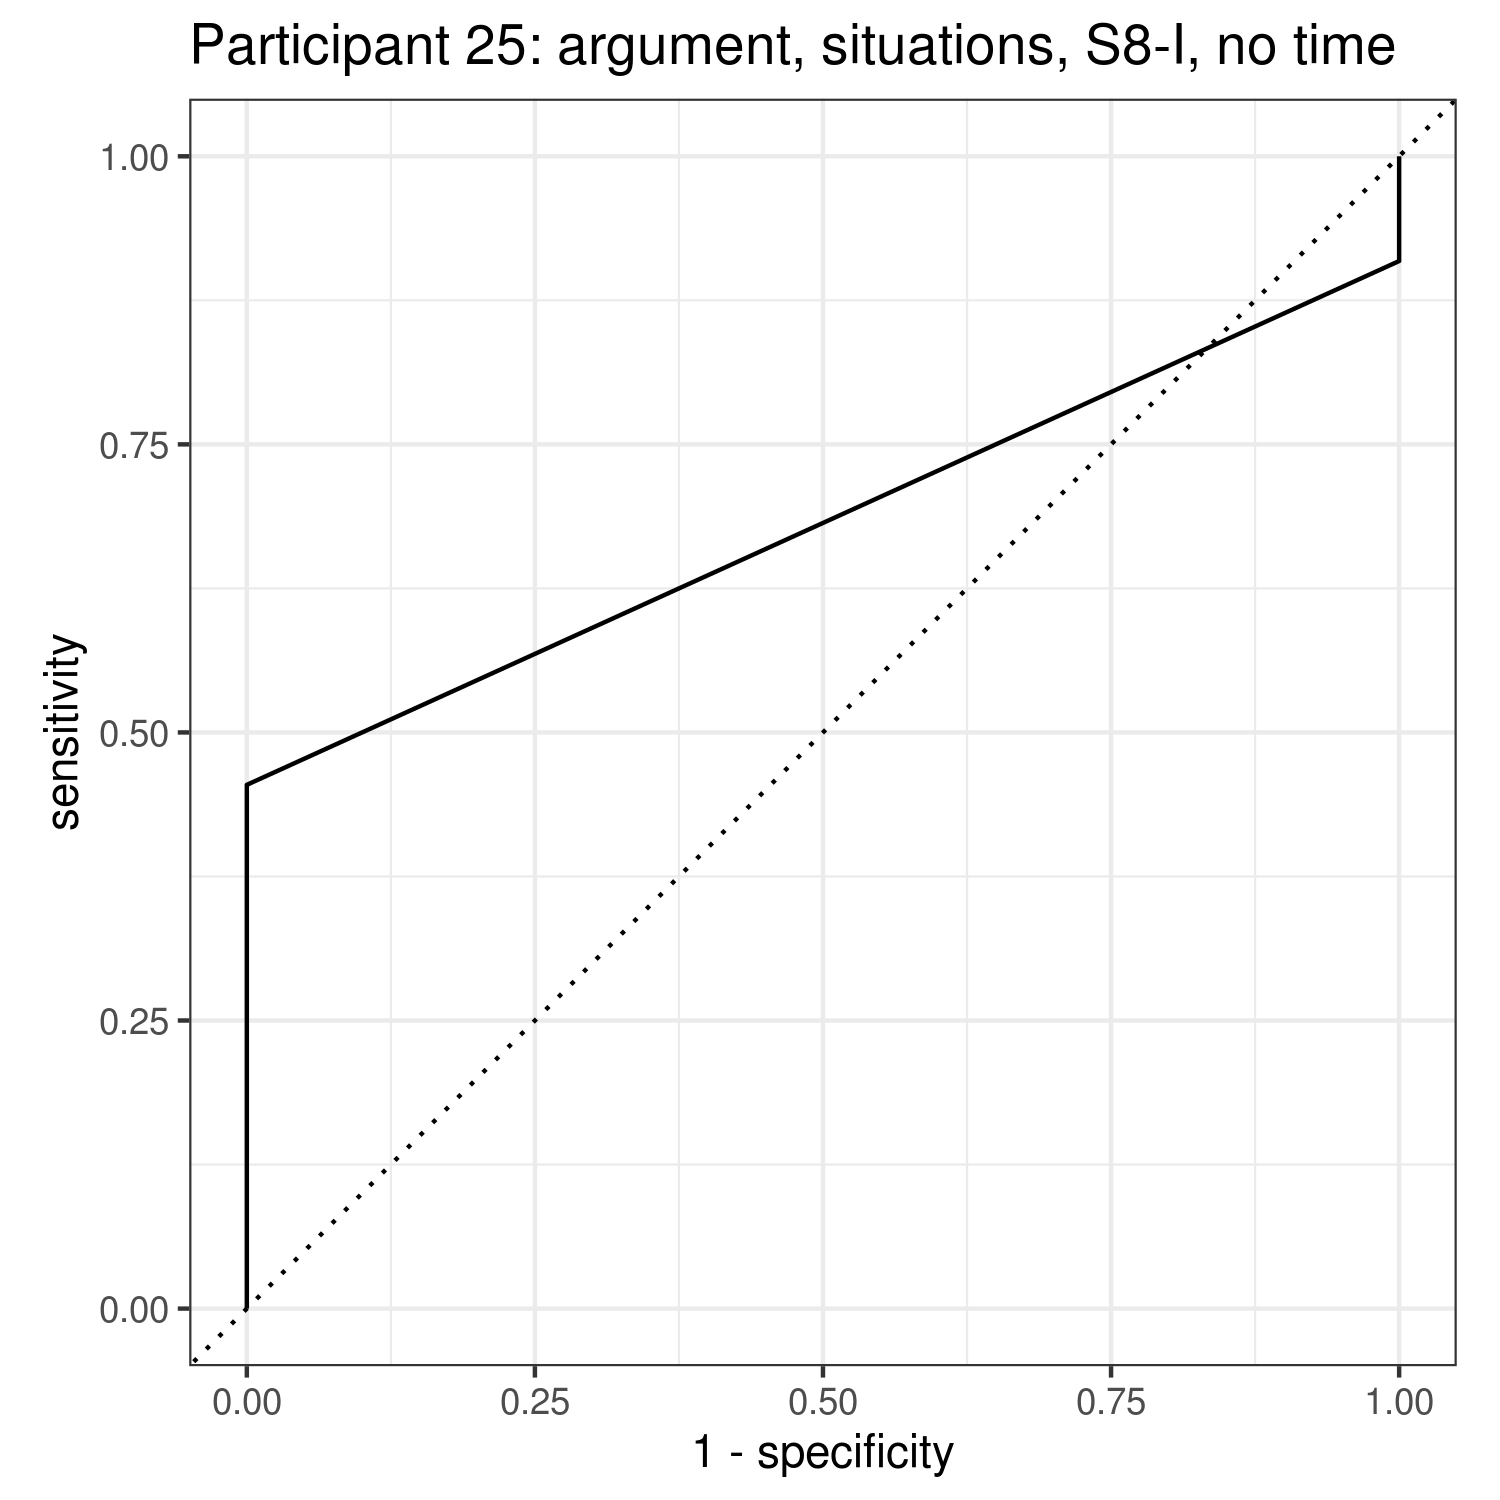 Participant 25: argument, situations, S8-I, no time
1.00
0.75
0.50
0.25
0.00
sensitivity
0.00 0.25 0.50 0.75 1.00
1 - specificity